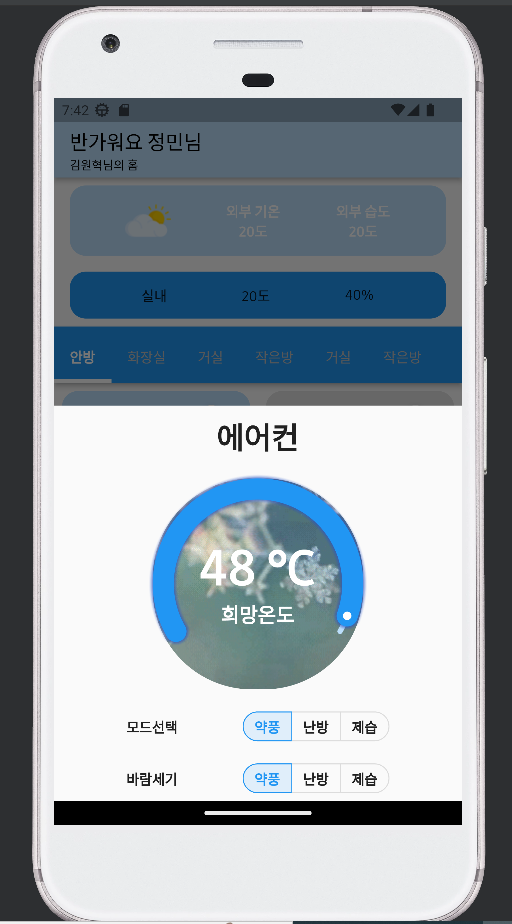 7:42
반가워요 정민님
김원혁님의 홈
외부 기온 외부 습도
20도 20도
실내 20도 40%
안방 화장실 거실 작은방 거실 작은방
에어컨
48 ℃
희망온도
모드선택 약풍 난방 제습
바람세기 약풍 난방 제습